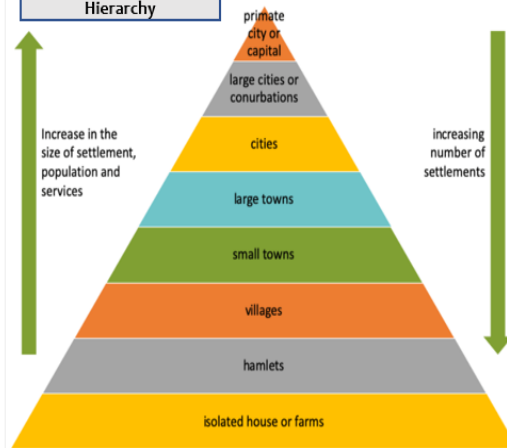 Hierarchy
primate
city or
capital
large cities or
conurbations
Increase in the
size of settlement,
population and
services
increasing
number of
settlements
cities
large towns
small towns
villages
hamlets
isolated house or farms